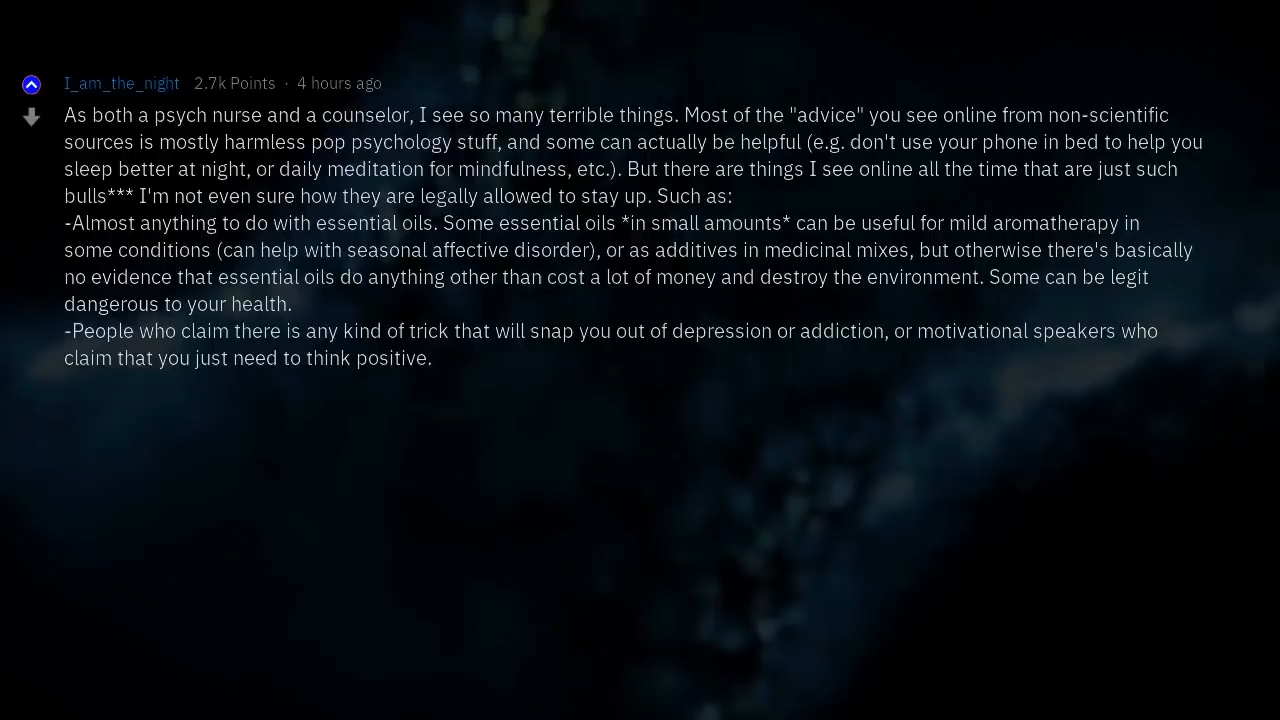 I_am_the_night 2.7k Points · 4 hours ago
As both a psych nurse and a counselor, I see so many terrible things. Most of the "advice" you see online from non-scientific
sources is mostly harmless pop psychology stuff, and some can actually be helpful (e.g. don't use your phone in bed to help you
sleep better at night, or daily meditation for mindfulness, etc.). But there are things I see online all the time that are just such
bulls*** I'm not even sure how they are legally allowed to stay up. Such as:
-Almost anything to do with essential oils. Some essential oils *in small amounts* can be useful for mild aromatherapy in
some conditions (can help with seasonal affective disorder), or as additives in medicinal mixes, but otherwise there's basically
no evidence that essential oils do anything other than cost a lot of money and destroy the environment. Some can be legit
dangerous to your health.
-People who claim there is any kind of trick that will snap you out of depression or addiction, or motivational speakers who
claim that you just need to think positive.